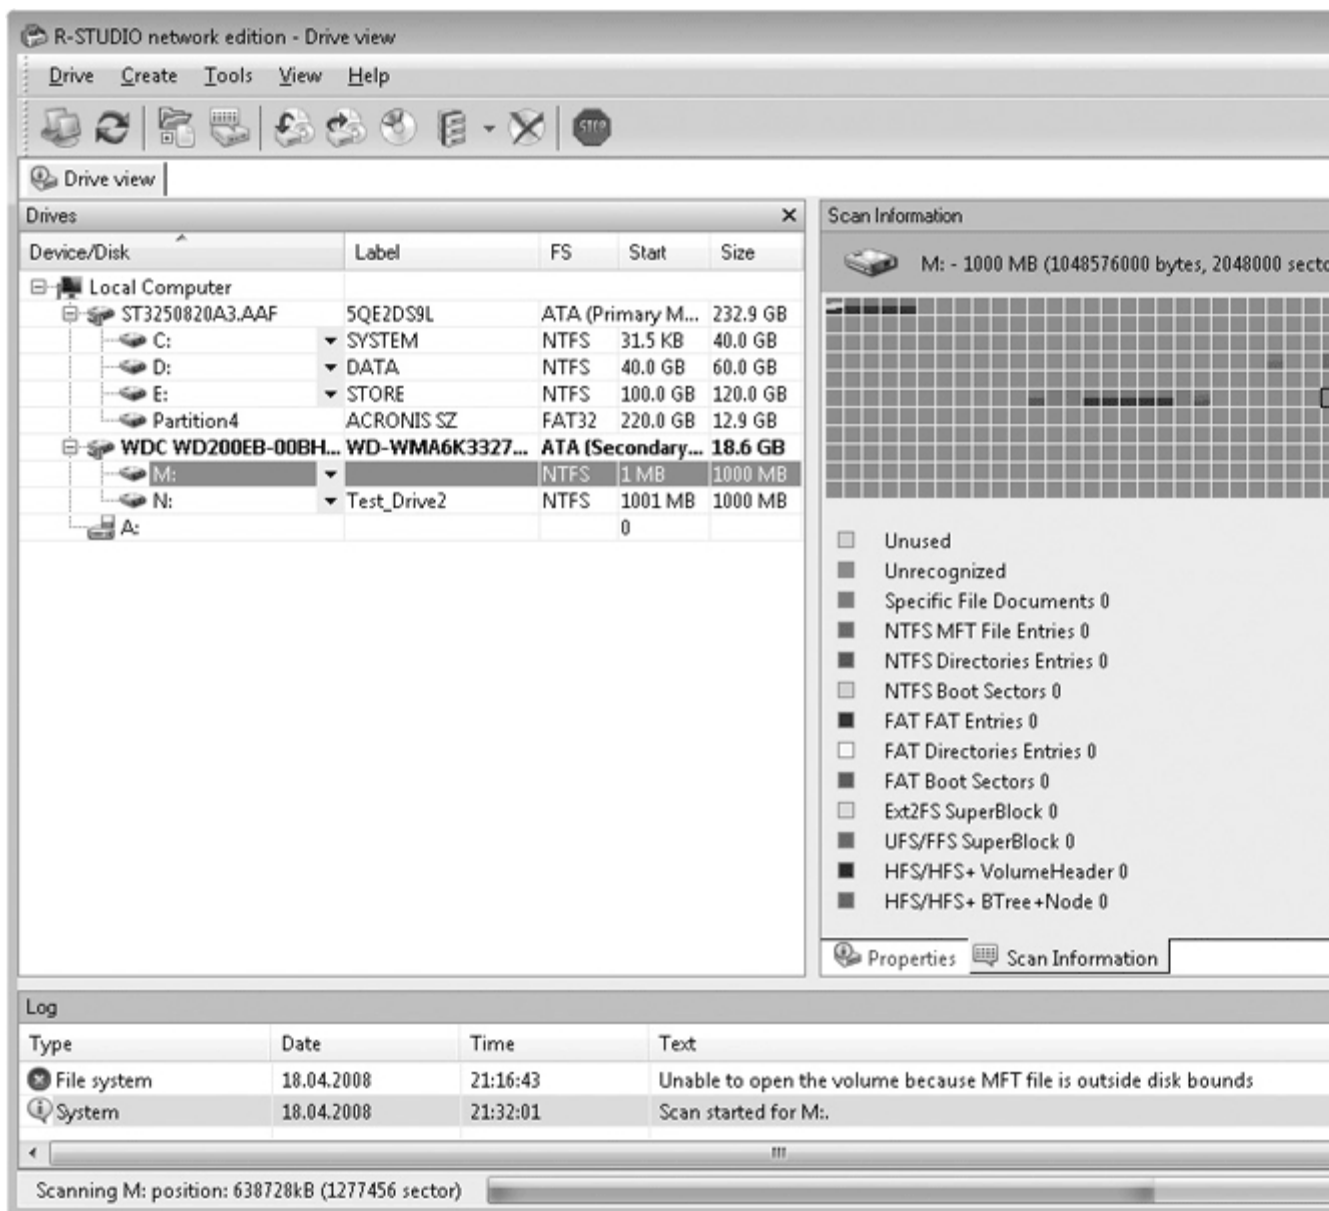 R-STUDIO network edition - Drive view
Drive Create Tools View Help
STOP
Drive view
Drives
Device/Disk Label FS Start Size
Local Computer
ST3250820A3.AAF 5QE2DS9L ATA (Primary M... 232.9 GB
C: SYSTEM NTFS 31.5 KB 40.0 GB
D: DATA NTFS 40.0 GB 60.0 GB
E: STORE NTFS 100.0 GB 120.0 GB
Partition4 ACRONIS SZ FAT32 220.0 GB 12.9 GB
WDC WD200EB-00BH... WD-WMA6K3327... ATA (Secondary... 18.6 GB
M: NTFS 1 MB 1000 MB
N: Test_Drive2 NTFS 1001 MB 1000 MB
A: 0
Scan Information
M: - 1000 MB (1048576000 bytes, 2048000 secto
Unused
Unrecognized
Specific File Documents 0
NTFS MFT File Entries 0
NTFS Directories Entries 0
NTFS Boot Sectors 0
FAT FAT Entries 0
FAT Directories Entries 0
FAT Boot Sectors 0
Ext2FS SuperBlock 0
UFS/FFS SuperBlock 0
HFS/HFS+ VolumeHeader 0
HFS/HFS+ BTree+Node 0
Properties Scan Information
Log
Type Date Time Text
File system 18.04.2008 21:16:43 Unable to open the volume because MFT file is outside disk bounds
System 18.04.2008 21:32:01 Scan started for M:.
Scanning M: position: 638728kB (1277456 sector)